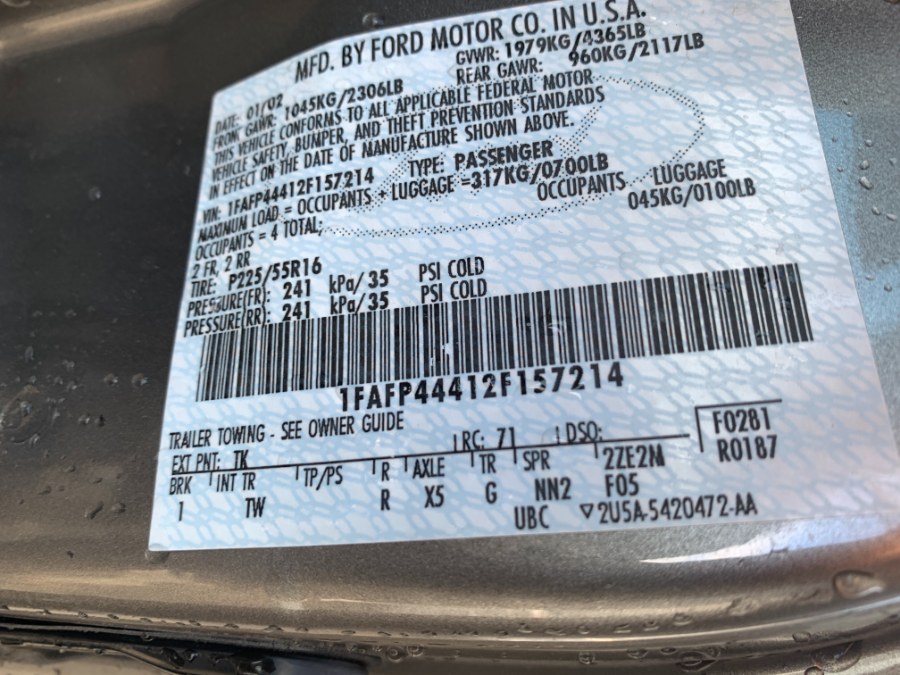 MFD. BY FORD MOTOR CO. IN U.S.A.
DATE: 01/02 GVWR: 1979KG/4365LB
FRONT GAWR: 1045KG/2306LB REAR GAWR: 960KG/2117LB
THIS VEHICLE CONFORMS TO ALL APPLICABLE FEDERAL MOTOR
VEHICLE SAFETY, BUMPER, AND THEFT PREVENTION STANDARDS
IN EFFECT ON THE DATE OF MANUFACTURE SHOWN ABOVE.
VIN: 1FAFP44412F157214 TYPE: PASSENGER
MAXIMUM LOAD = OCCUPANTS + LUGGAGE =317KG/0700LB
OCCUPANTS = 4 TOTAL; OCCUPANTS LUGGAGE
2 FR, 2 RR 045KG/0100LB
TIRE: P225/55R16
PRESSURE(FR): 241 kPa/35 PSI COLD
PRESSURE(RR): 241 kPa/35 PSI COLD
1FAFP44412F157214
TRAILER TOWING - SEE OWNER GUIDE
EXT PNT: TK RC: 71 DSO: F0281
BRK INT TR TP/PS R AXLE TR SPR 2ZE2M R0187
1 TW R X5 G NN2 F05
UBC ▽2U5A-5420472-AA